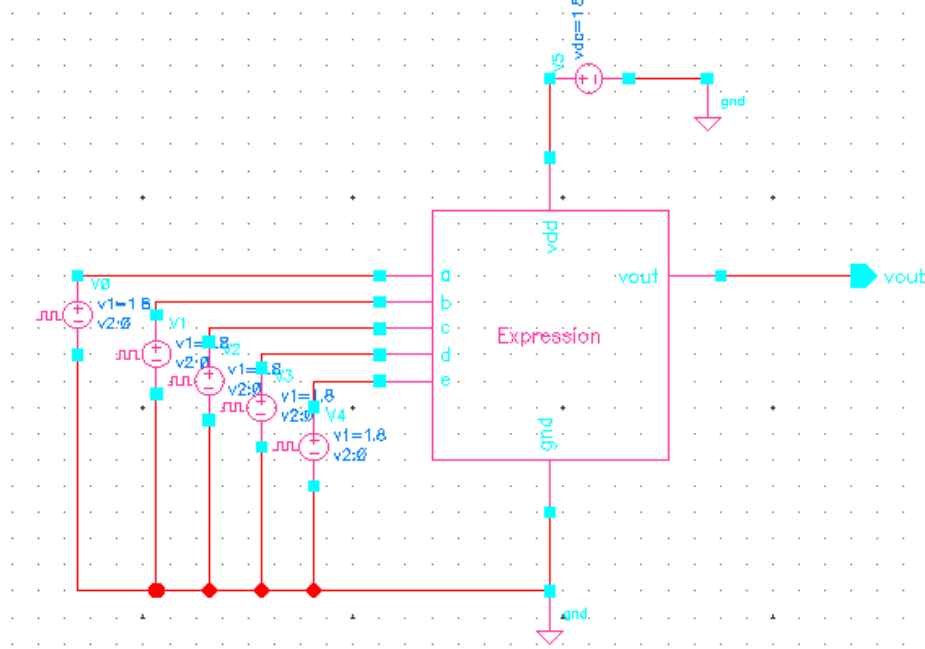 vdc=1.8
V5
gnd
vdd
a
vout
vout
V0
v1=1.8
v2:0
b
V1
v1=1.8
v2:0
c
V2
v1=1.8
v2:0
Expression
d
V3
v1=1.8
v2:0
e
V4
v1=1.8
v2:0
gnd
gnd